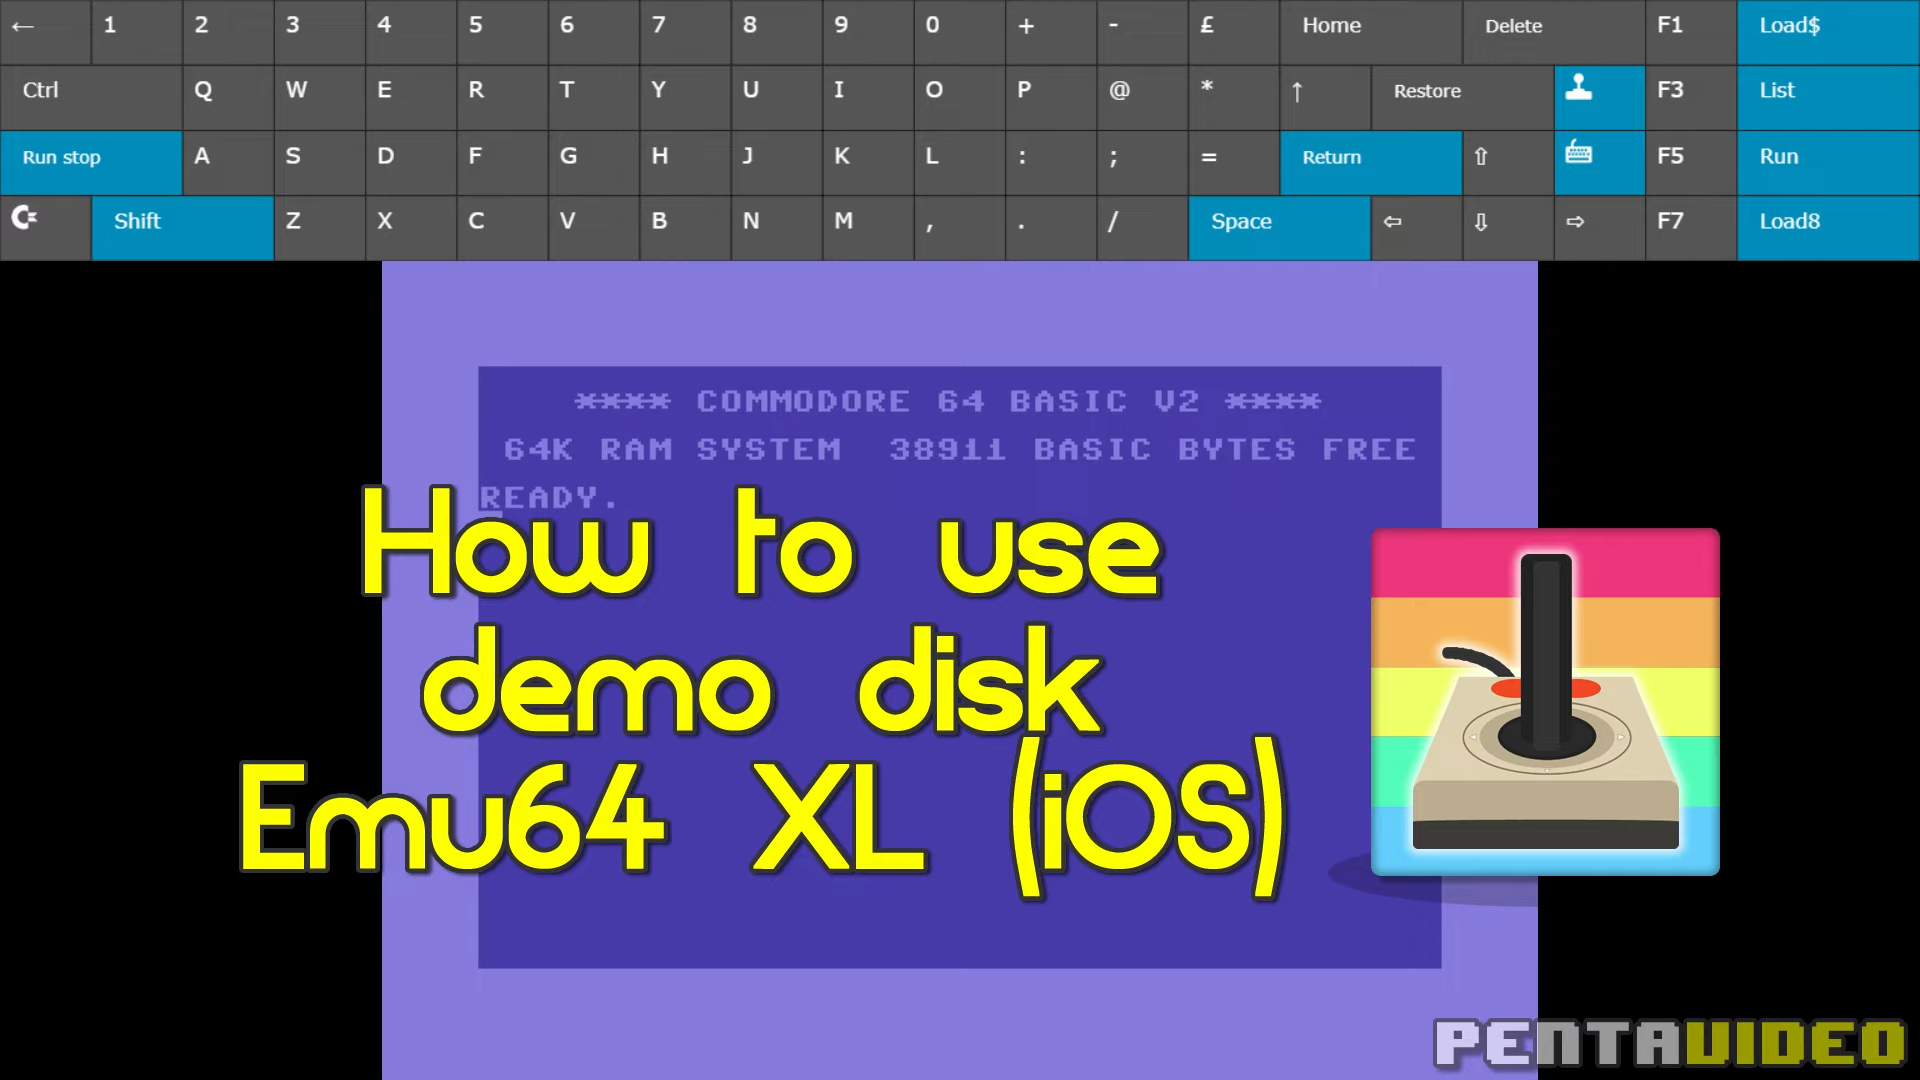 ← 1 2 3 4 5 6 7 8 9 0 + - £ Home Delete F1 Load$
Ctrl Q W E R T Y U I O P @ * ↑ Restore F3 List
Run stop A S D F G H J K L : ; = Return ⇧ F5 Run
Shift Z X C V B N M , . / Space ⇦ ⇩ ⇨ F7 Load8
**** COMMODORE 64 BASIC V2 ****
64K RAM SYSTEM 38911 BASIC BYTES FREE
READY.
How to use
demo disk
Emu64 XL (iOS)
PENTAVIDEO